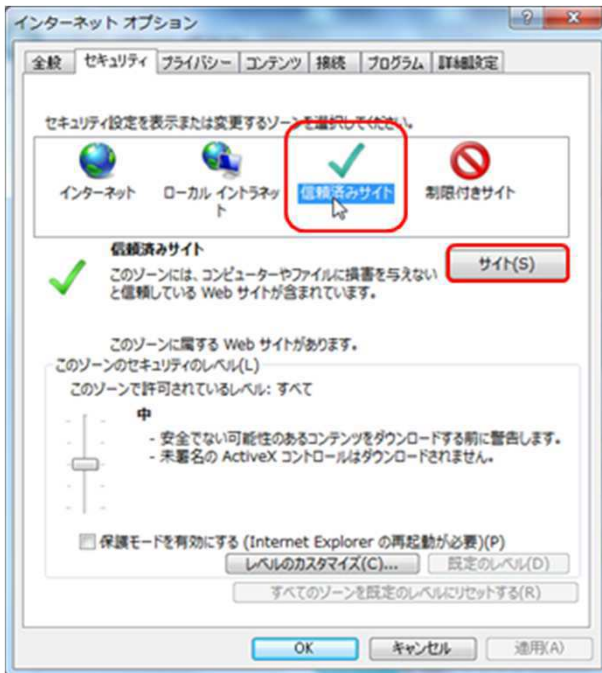 インターネット オプション
全般 セキュリティ プライバシー コンテンツ 接続 プログラム 詳細設定
セキュリティ設定を表示または変更するゾーンを選択してください。
インターネット ローカル イントラネッ
ト 信頼済みサイト 制限付きサイト
信頼済みサイト
このゾーンには、コンピューターやファイルに損害を与えない
と信頼している Web サイトが含まれています。
サイト(S)
このゾーンに属する Web サイトがあります。
このゾーンのセキュリティのレベル(L)
このゾーンで許可されているレベル: すべて
中
- 安全でない可能性のあるコンテンツをダウンロードする前に警告します。
- 未署名の ActiveX コントロールはダウンロードされません。
保護モードを有効にする (Internet Explorer の再起動が必要)(P)
レベルのカスタマイズ(C)... 既定のレベル(D)
すべてのゾーンを既定のレベルにリセットする(R)
OK キャンセル 適用(A)